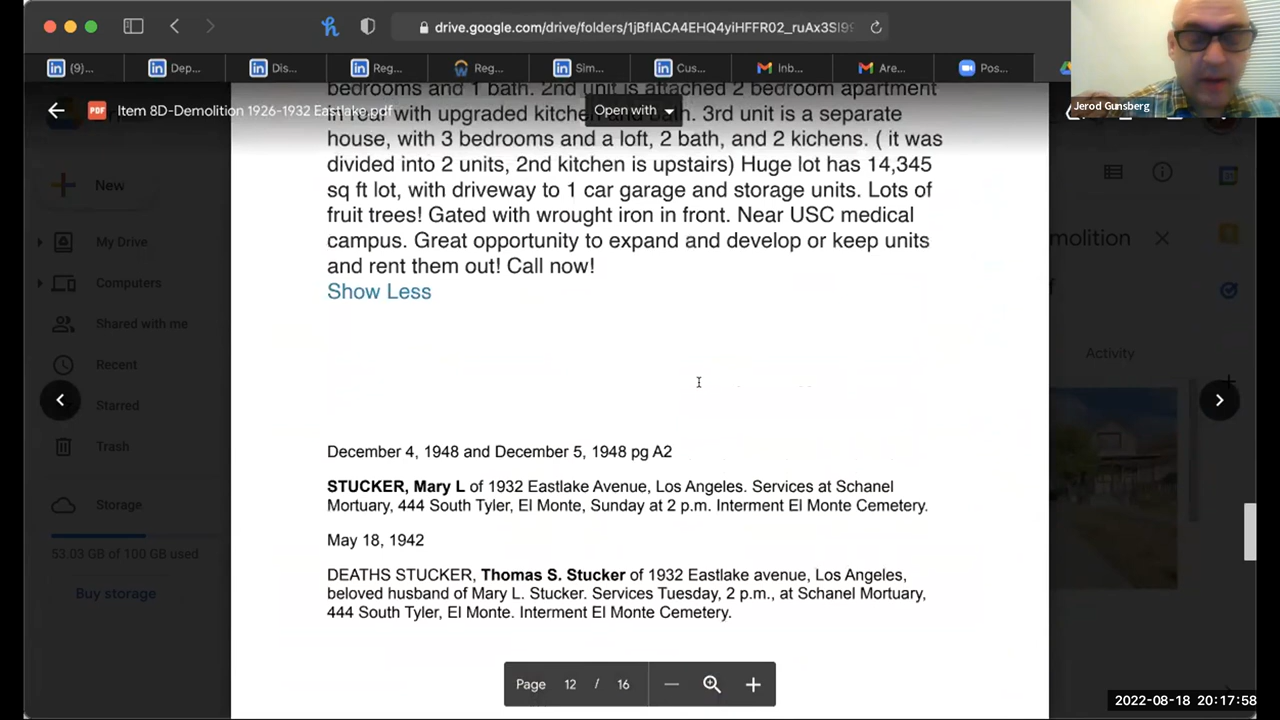 drive.google.com/drive/folders/1jBfIACA4EHQ4yiHFFR02_ruAx3SI9
(9)...
Dep...
Dis...
Reg...
Reg...
Sim...
Cus...
Inb...
Are...
Pos...
Jerod Gunsberg
Item 8D-Demolition 1926-1932 Eastlake.pdf
Open with
New
My Drive
Computers
Shared with me
Recent
Starred
Trash
Storage
53.03 GB of 100 GB used
Buy storage
bedrooms and 1 bath. 2nd unit is attached 2 bedroom apartment
with upgraded kitchen and bath. 3rd unit is a separate
house, with 3 bedrooms and a loft, 2 bath, and 2 kichens. ( it was
divided into 2 units, 2nd kitchen is upstairs) Huge lot has 14,345
sq ft lot, with driveway to 1 car garage and storage units. Lots of
fruit trees! Gated with wrought iron in front. Near USC medical
campus. Great opportunity to expand and develop or keep units
and rent them out! Call now!
Show Less
December 4, 1948 and December 5, 1948 pg A2
STUCKER, Mary L of 1932 Eastlake Avenue, Los Angeles. Services at Schanel
Mortuary, 444 South Tyler, El Monte, Sunday at 2 p.m. Interment El Monte Cemetery.
May 18, 1942
DEATHS STUCKER, Thomas S. Stucker of 1932 Eastlake avenue, Los Angeles,
beloved husband of Mary L. Stucker. Services Tuesday, 2 p.m., at Schanel Mortuary,
444 South Tyler, El Monte. Interment El Monte Cemetery.
Page 12 / 16
molition
Activity
2022-08-18 20:17:58